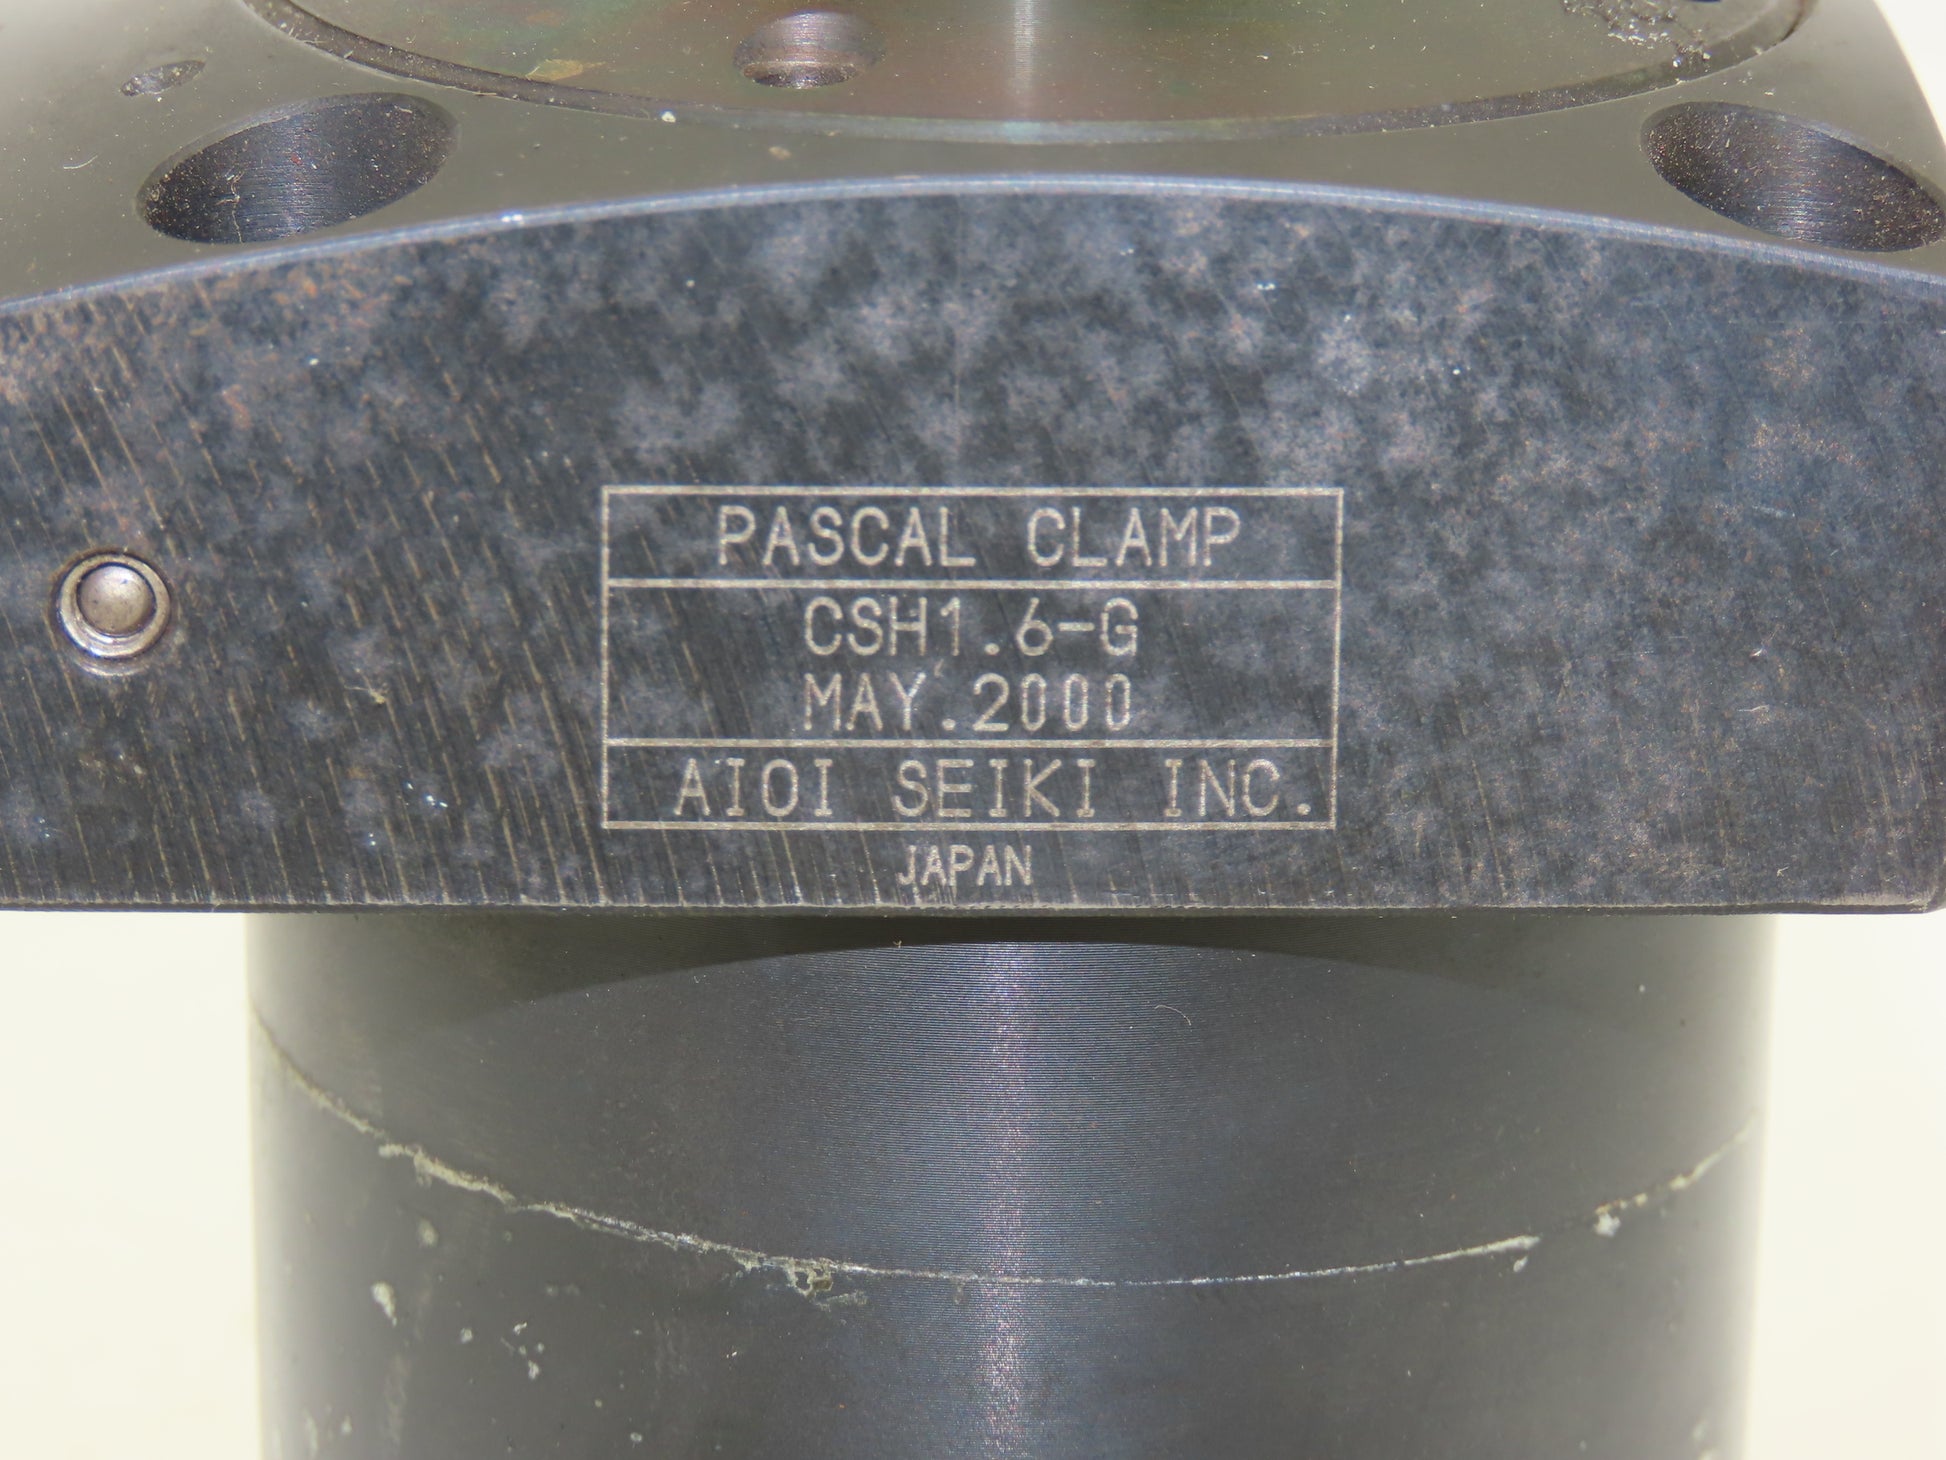 PASCAL CLAMP
CSH1.6-G
MAY.2000
AIOI SEIKI INC.
JAPAN